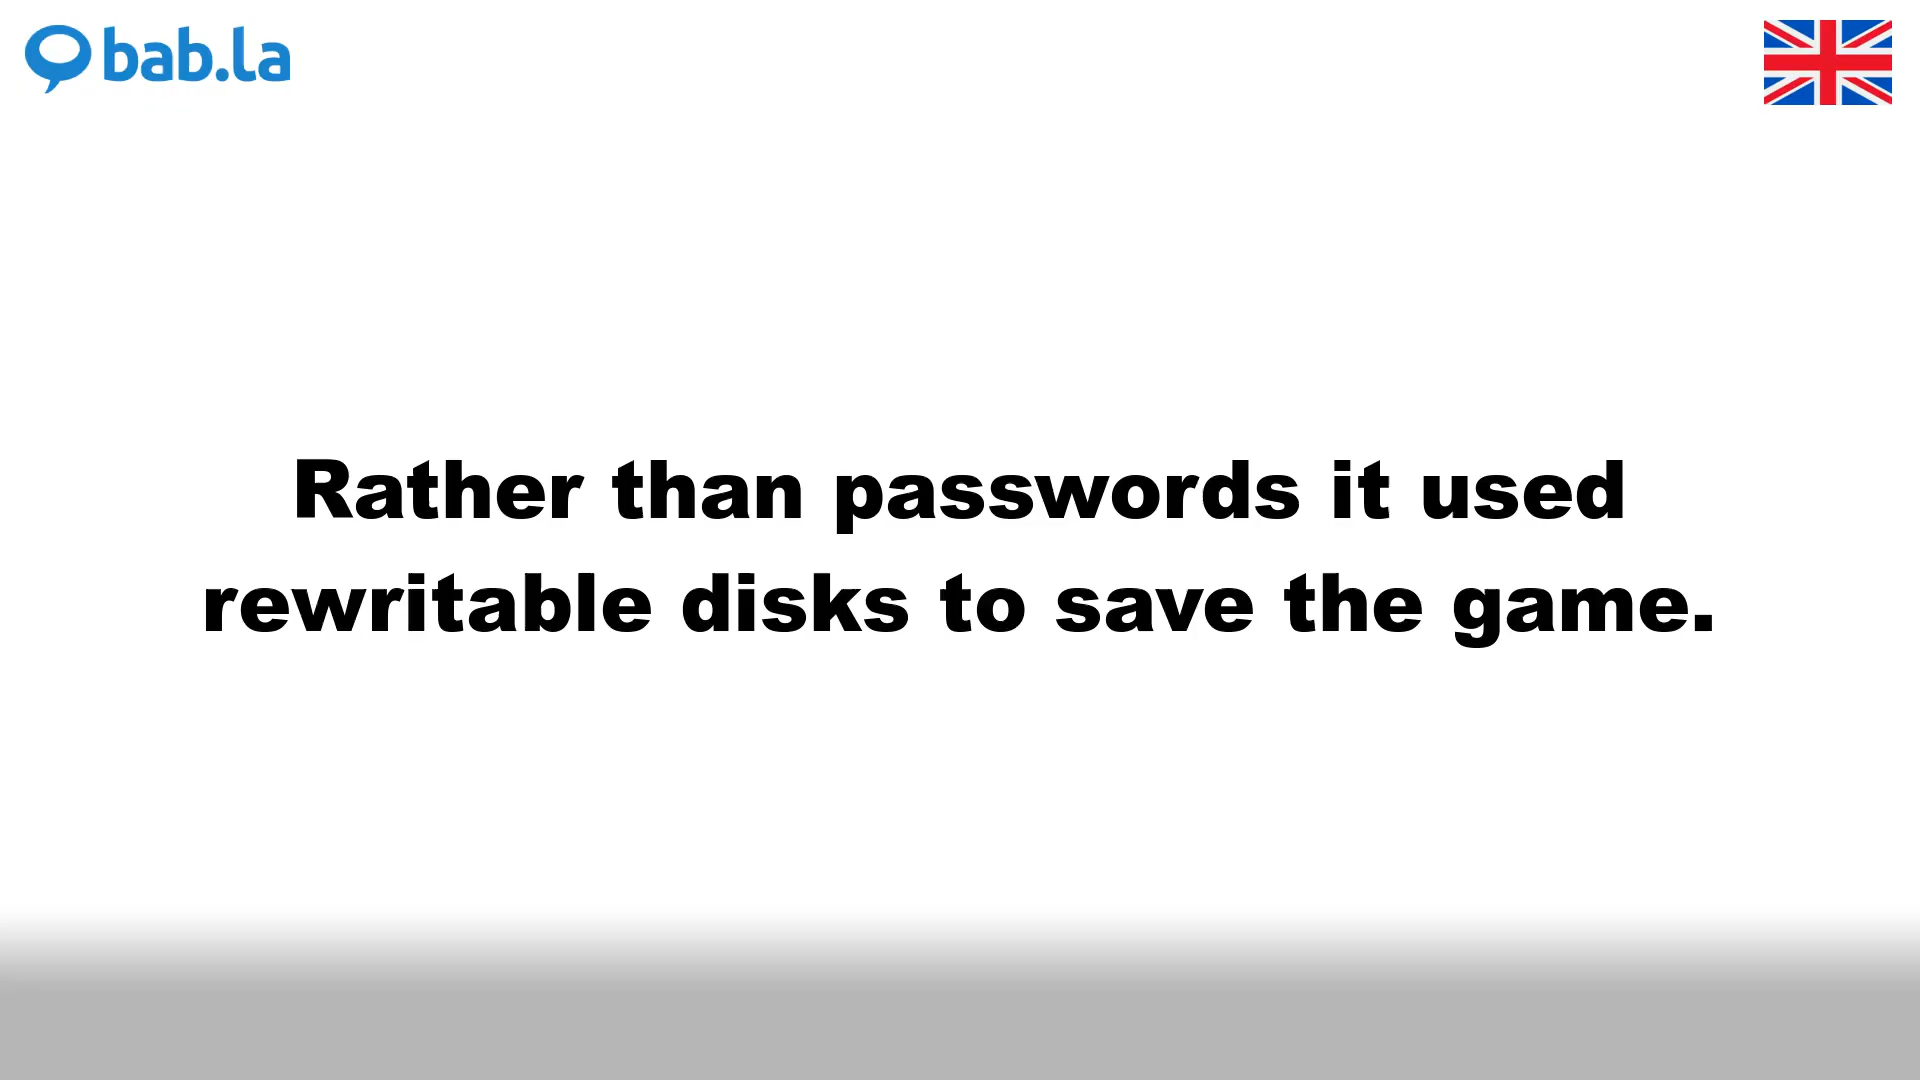 bab.la
Rather than passwords it used
rewritable disks to save the game.